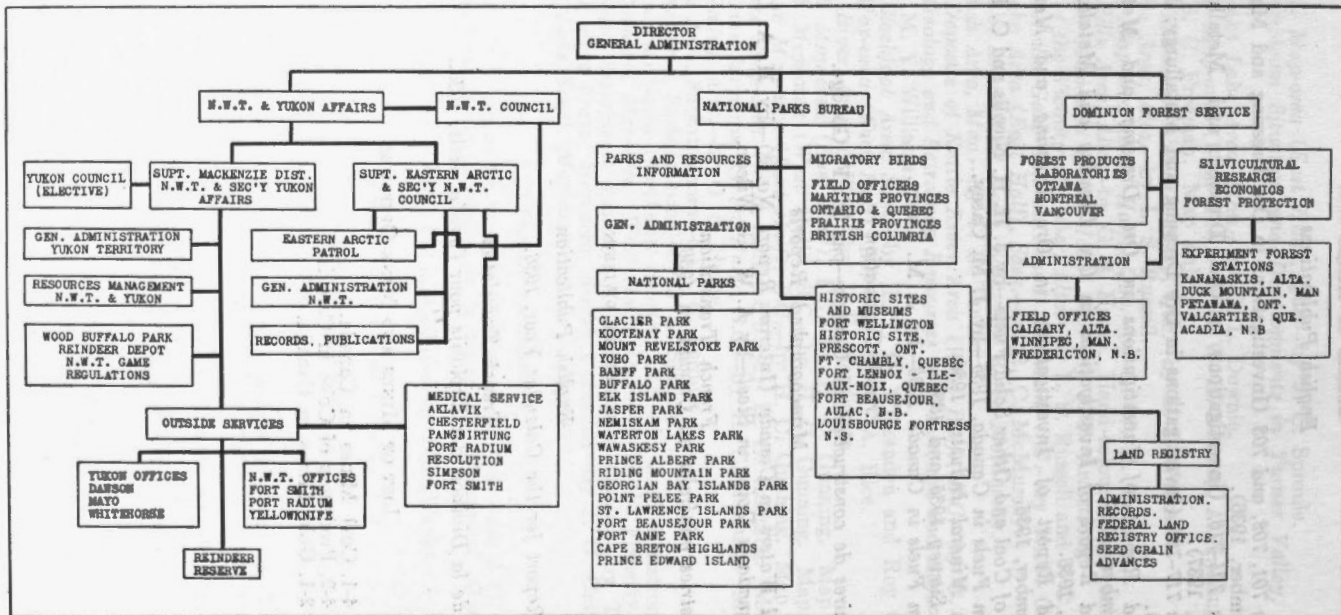 DIRECTOR
GENERAL ADMINISTRATION
N.W.T. & YUKON AFFAIRS
N.W.T. COUNCIL
NATIONAL PARKS BUREAU
DOMINION FOREST SERVICE
YUKON COUNCIL
(ELECTIVE)
SUPT. MACKENZIE DIST.
N.W.T. & SEC'Y YUKON
AFFAIRS
SUPT. EASTERN ARCTIC
& SEC'Y N.W.T.
COUNCIL
GEN. ADMINISTRATION
YUKON TERRITORY
RESOURCES MANAGEMENT
N.W.T. & YUKON
WOOD BUFFALO PARK
REINDEER DEPOT
N.W.T. GAME
REGULATIONS
EASTERN ARCTIC
PATROL
GEN. ADMINISTRATION
N.W.T.
RECORDS, PUBLICATIONS
MEDICAL SERVICE
AKLAVIK
CHESTERFIELD
PANGNIRTUNG
PORT RADIUM
RESOLUTION
SIMPSON
FORT SMITH
OUTSIDE SERVICES
YUKON OFFICES
DAWSON
MAYO
WHITEHORSE
N.W.T. OFFICES
FORT SMITH
PORT RADIUM
YELLOWKNIFE
REINDEER
RESERVE
PARKS AND RESOURCES
INFORMATION
MIGRATORY BIRDS
FIELD OFFICERS
MARITIME PROVINCES
ONTARIO & QUEBEC
PRAIRIE PROVINCES
BRITISH COLUMBIA
GEN. ADMINISTRATION
NATIONAL PARKS
GLACIER PARK
KOOTENAY PARK
MOUNT REVELSTOKE PARK
YOHO PARK
BANFF PARK
BUFFALO PARK
ELK ISLAND PARK
JASPER PARK
NEMISKAM PARK
WATERTON LAKES PARK
WAWASKESY PARK
PRINCE ALBERT PARK
RIDING MOUNTAIN PARK
GEORGIAN BAY ISLANDS PARK
POINT PELEE PARK
ST. LAWRENCE ISLANDS PARK
FORT BEAUSEJOUR PARK
FORT ANNE PARK
CAPE BRETON HIGHLANDS
PRINCE EDWARD ISLAND
HISTORIC SITES
AND MUSEUMS
FORT WELLINGTON
HISTORIC SITE,
PRESCOTT, ONT.
FT. CHAMBLY, QUEBEC
FORT LENNOX - ILE-
AUX-NOIX, QUEBEC
FORT BEAUSEJOUR,
AULAC, N.B.
LOUISBOURGE FORTRESS
N.S.
FOREST PRODUCTS
LABORATORIES
OTTAWA
MONTREAL
VANCOUVER
SILVICULTURAL
RESEARCH
ECONOMICS
FOREST PROTECTION
ADMINISTRATION
FIELD OFFICES
CALGARY, ALTA.
WINNIPEG, MAN.
FREDERICTON, N.B.
EXPERIMENT FOREST
STATIONS
KANANASKIS, ALTA.
DUCK MOUNTAIN, MAN
PETAWAWA, ONT.
VALCARTIER, QUE.
ACADIA, N.B
LAND REGISTRY
ADMINISTRATION.
RECORDS.
FEDERAL LAND
REGISTRY OFFICE.
SEED GRAIN
ADVANCES